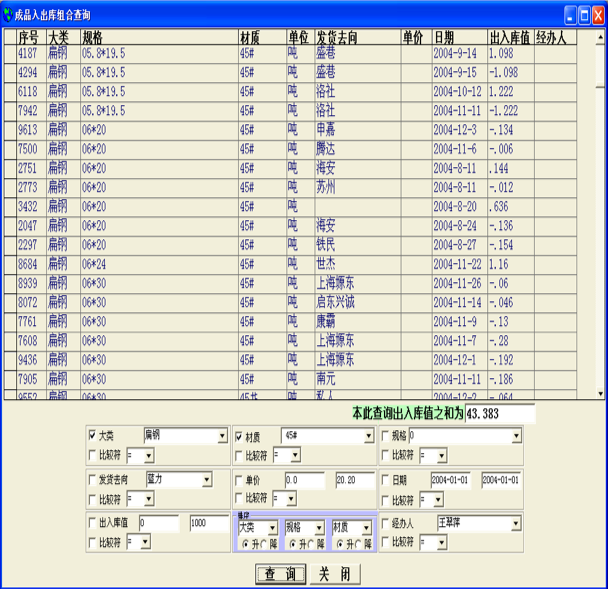 成品入出库组合查询
序号 大类 规格 材质 单位 发货去向 单价 日期 出入库值 经办人
4187 扁钢 05.8*19.5 45# 吨 盛巷 2004-9-14 1.098
4294 扁钢 05.8*19.5 45# 吨 盛巷 2004-9-15 -1.098
6118 扁钢 05.8*19.5 45# 吨 洛社 2004-10-12 1.222
7942 扁钢 05.8*19.5 45# 吨 洛社 2004-11-11 -1.222
9613 扁钢 06*20 45# 吨 申嘉 2004-12-3 -.134
7500 扁钢 06*20 45# 吨 腾达 2004-11-6 -.006
2751 扁钢 06*20 45# 吨 海安 2004-8-11 .144
2773 扁钢 06*20 45# 吨 苏州 2004-8-11 -.012
3432 扁钢 06*20 45# 吨 2004-8-20 .636
2047 扁钢 06*20 45# 吨 海安 2004-8-24 -.136
2297 扁钢 06*20 45# 吨 铁民 2004-8-27 -.154
8684 扁钢 06*24 45# 吨 世杰 2004-11-22 1.16
8939 扁钢 06*30 45# 吨 上海塬东 2004-11-26 -.06
8072 扁钢 06*30 45# 吨 启东兴诚 2004-11-14 -.046
7761 扁钢 06*30 45# 吨 康霸 2004-11-9 -.13
7608 扁钢 06*30 45# 吨 上海塬东 2004-11-7 -.28
9436 扁钢 06*30 45# 吨 上海塬东 2004-12-1 -.192
7905 扁钢 06*30 45# 吨 南元 2004-11-11 -.186
9552 扁钢 06*30 45# 吨 私人 2004-12-2 -.064
本此查询出入库值之和为 43.383
大类 扁钢 材质 45# 规格 0
比较符 = 比较符 = 比较符 =
发货去向 蓝力 单价 0.0 20.20 日期 2004-01-01 2004-01-01
比较符 = 比较符 = 比较符 =
排序
出入库值 0 1000 大类 规格 材质 经办人 王翠萍
比较符 = 升 降 升 降 升 降 比较符 =
查 询 关 闭